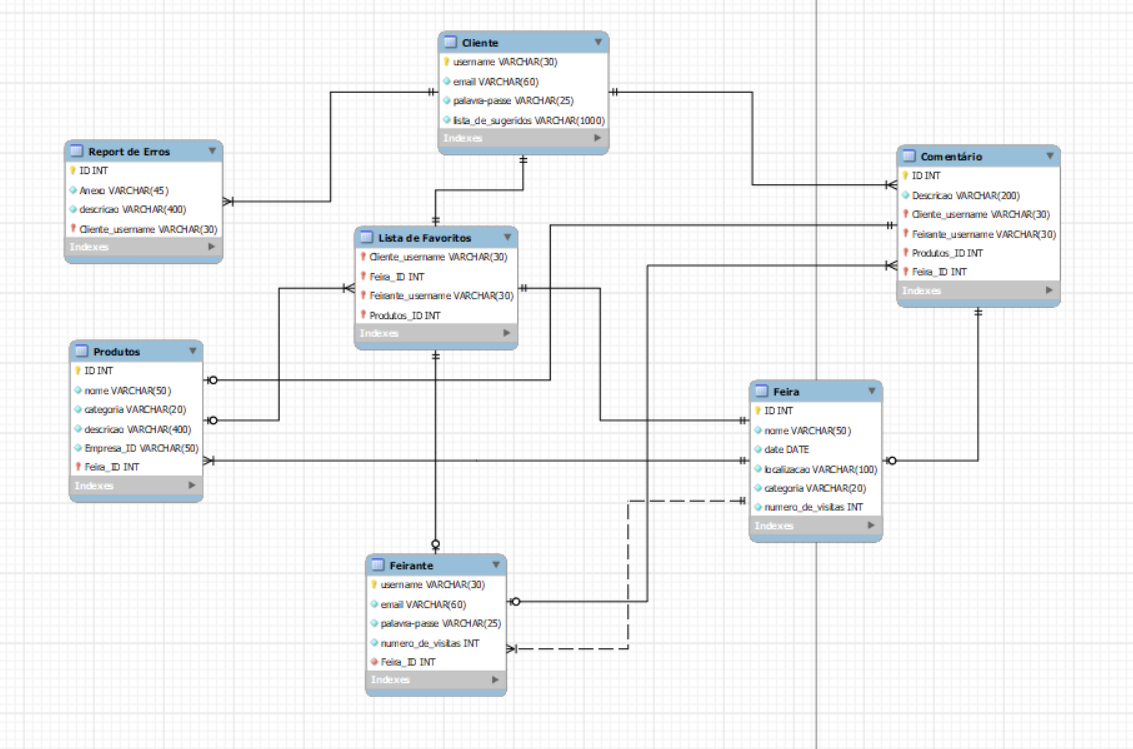 Cliente
username VARCHAR(30)
email VARCHAR(60)
palavra-passe VARCHAR(25)
lista_de_sugeridos VARCHAR(1000)
Indexes
Report de Erros
ID INT
Anexo VARCHAR(45)
descricao VARCHAR(400)
Cliente_username VARCHAR(30)
Indexes
Comentário
ID INT
Descricao VARCHAR(200)
Cliente_username VARCHAR(30)
Feirante_username VARCHAR(30)
Produtos_ID INT
Feira_ID INT
Indexes
Lista de Favoritos
Cliente_username VARCHAR(30)
Feira_ID INT
Feirante_username VARCHAR(30)
Produtos_ID INT
Indexes
Produtos
ID INT
nome VARCHAR(50)
categoria VARCHAR(20)
descricao VARCHAR(400)
Empresa_ID VARCHAR(50)
Feira_ID INT
Indexes
Feira
ID INT
nome VARCHAR(50)
date DATE
localizacao VARCHAR(100)
categoria VARCHAR(20)
numero_de_visitas INT
Indexes
Feirante
username VARCHAR(30)
email VARCHAR(60)
palavra-passe VARCHAR(25)
numero_de_visitas INT
Feira_ID INT
Indexes